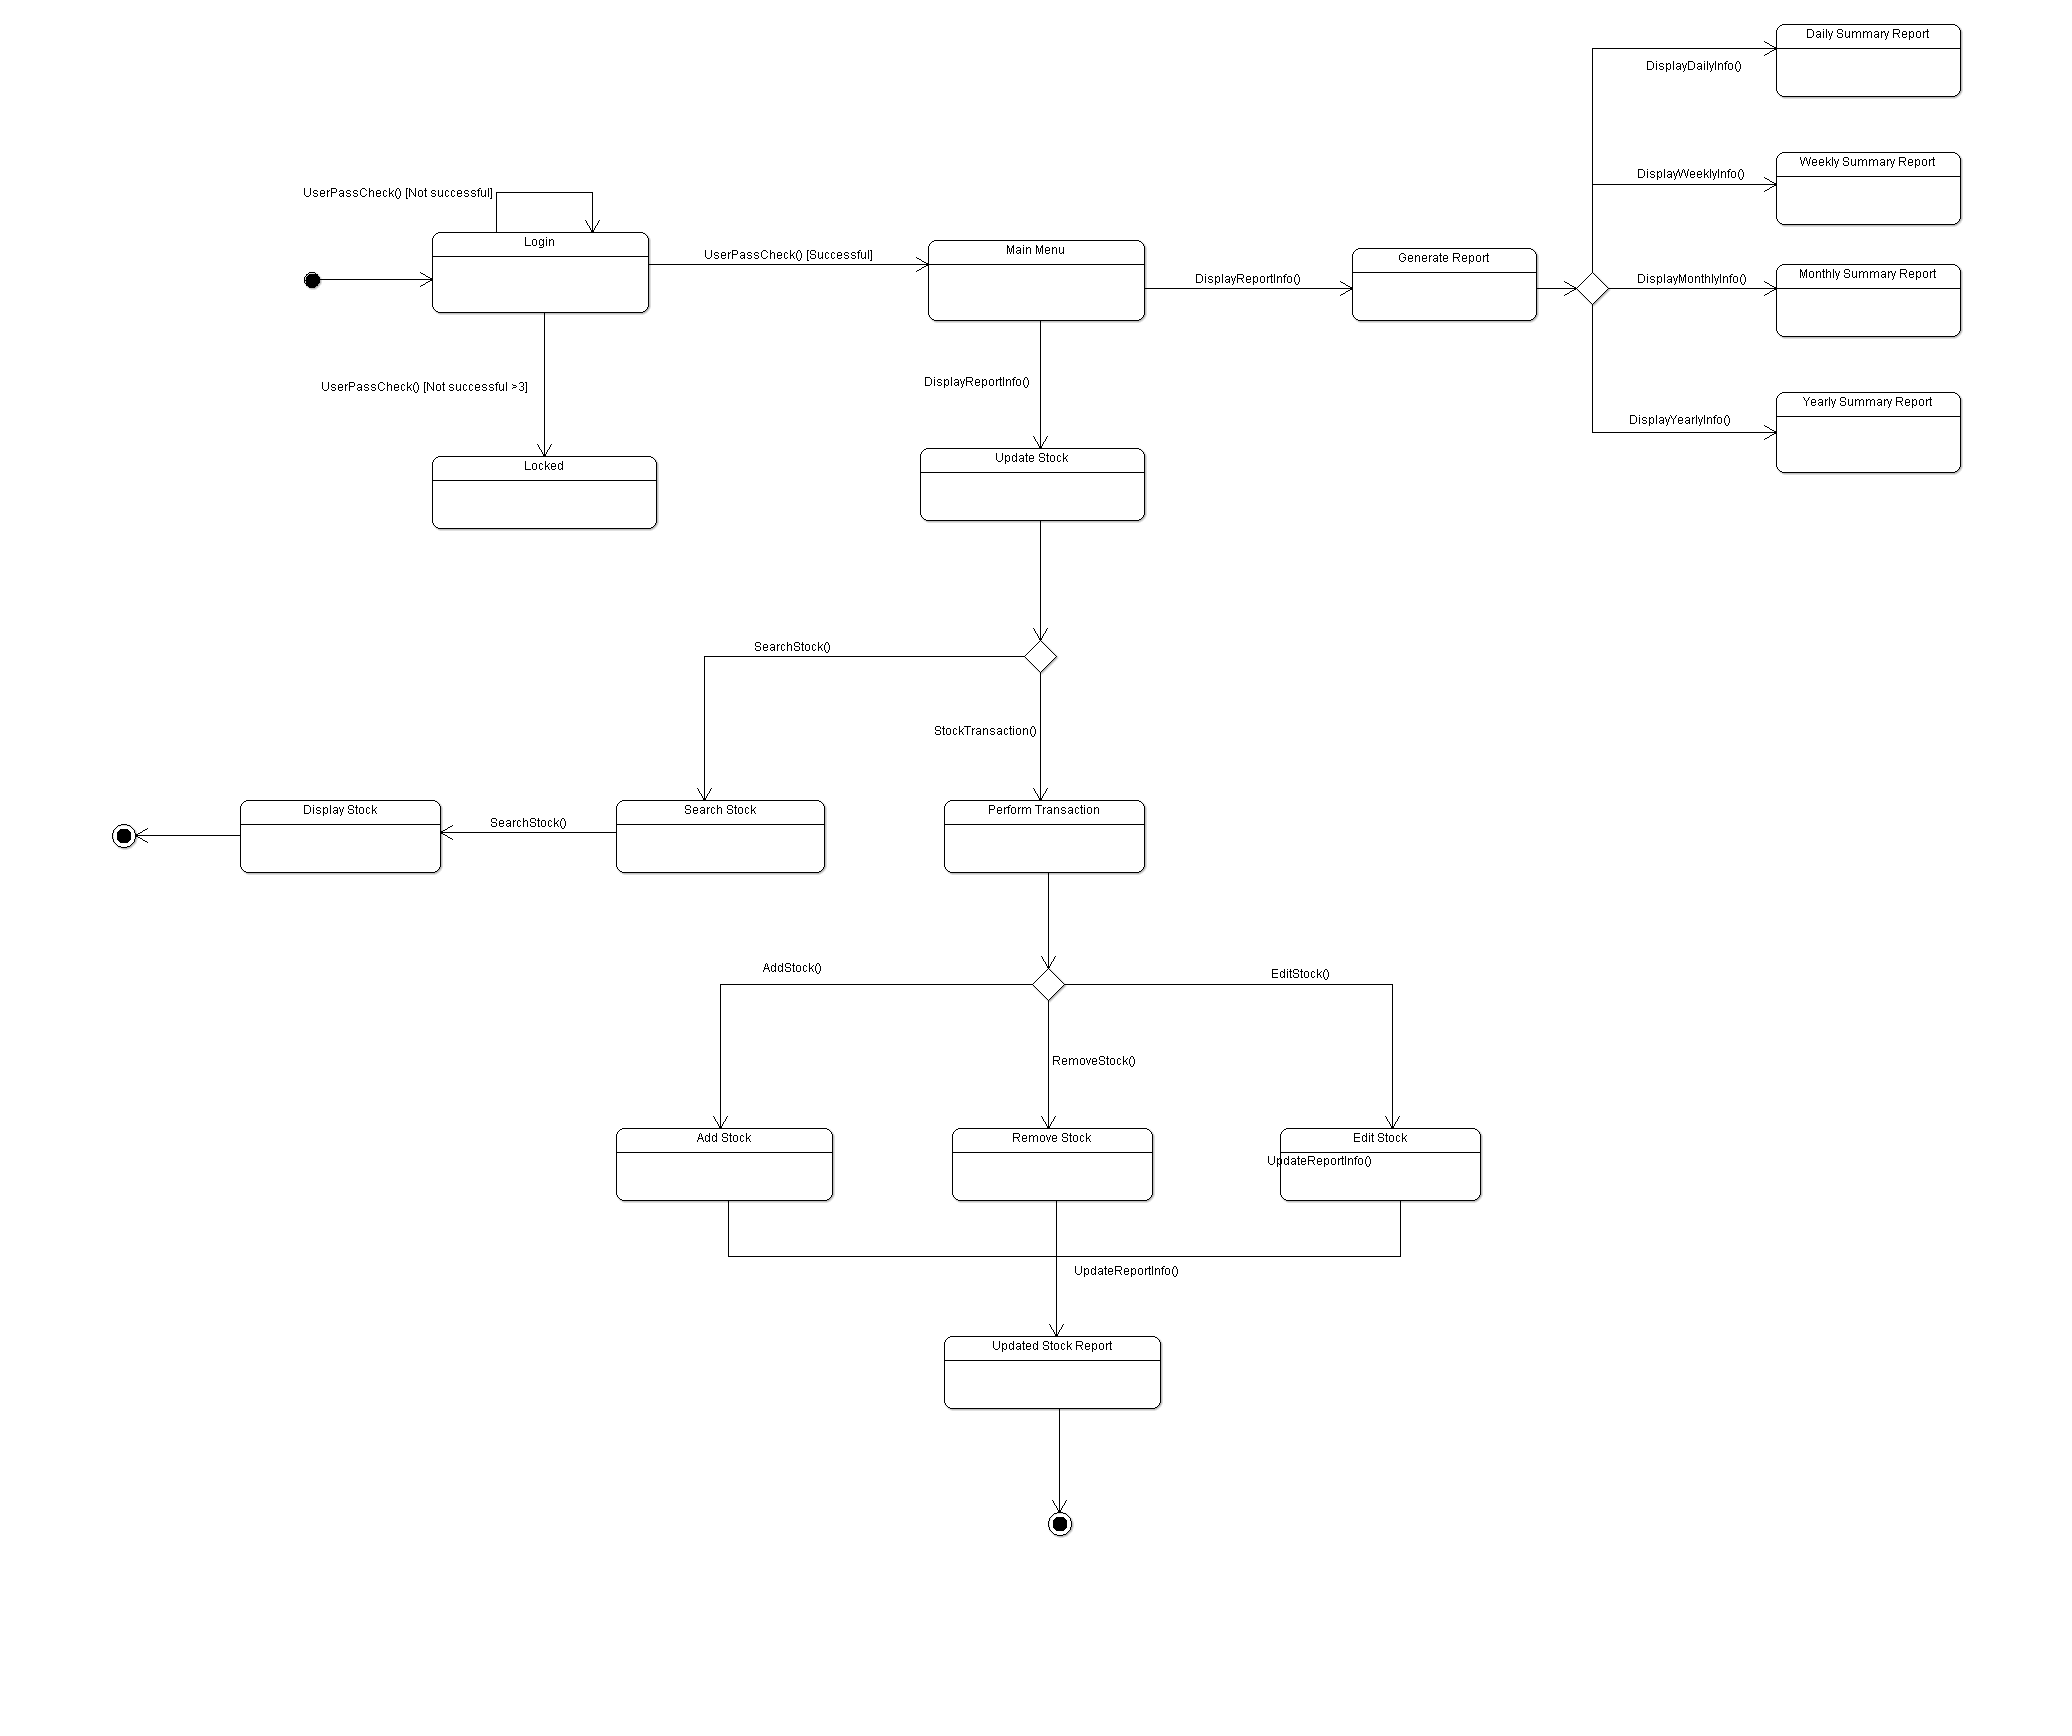 Daily Summary Report
DisplayDailyInfo()
Weekly Summary Report
DisplayWeeklyInfo()
UserPassCheck() [Not successful]
Login
UserPassCheck() [Successful]
Main Menu
DisplayReportInfo()
Generate Report
DisplayMonthlyInfo()
Monthly Summary Report
UserPassCheck() [Not successful >3]
DisplayReportInfo()
Yearly Summary Report
DisplayYearlyInfo()
Locked
Update Stock
SearchStock()
StockTransaction()
Display Stock
SearchStock()
Search Stock
Perform Transaction
AddStock()
EditStock()
RemoveStock()
Add Stock
Remove Stock
Edit Stock
UpdateReportInfo()
UpdateReportInfo()
Updated Stock Report